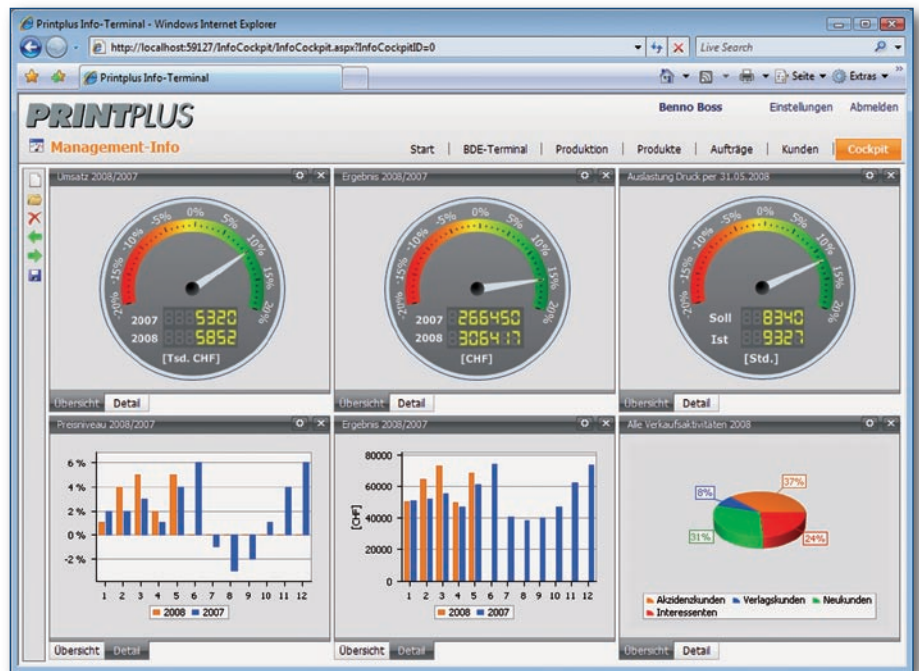 Printplus Info-Terminal - Windows Internet Explorer
http://localhost:59127/InfoCockpit/InfoCockpit.aspx?InfoCockpitID=0
Live Search
Printplus Info-Terminal
Seite
Extras
PRINTPLUS
Benno Boss Einstellungen Abmelden
Management-Info
Start | BDE-Terminal | Produktion | Produkte | Aufträge | Kunden | Cockpit
Umsatz 2008/2007
-20% -15% -10% -5% 0% 5% 10% 15% 20%
2007 5320
2008 5852
[Tsd. CHF]
Übersicht Detail
Ergebnis 2008/2007
-20% -15% -10% -5% 0% 5% 10% 15% 20%
2007 266450
2008 306417
[CHF]
Übersicht Detail
Auslastung Druck per 31.05.2008
-20% -15% -10% -5% 0% 5% 10% 15% 20%
Soll 8340
Ist 9327
[Std.]
Übersicht Detail
Preisniveau 2008/2007
6 %
4 %
2 %
0 %
-2 %
1 2 3 4 5 6 7 8 9 10 11 12
2008 2007
Übersicht Detail
Ergebnis 2008/2007
80000
60000
[CHF]
40000
20000
0
1 2 3 4 5 6 7 8 9 10 11 12
2008 2007
Übersicht Detail
Alle Verkaufsaktivitäten 2008
37%
8%
31%
24%
Akzidenzkunden Verlagskunden Neukunden
Interessenten
Übersicht Detail